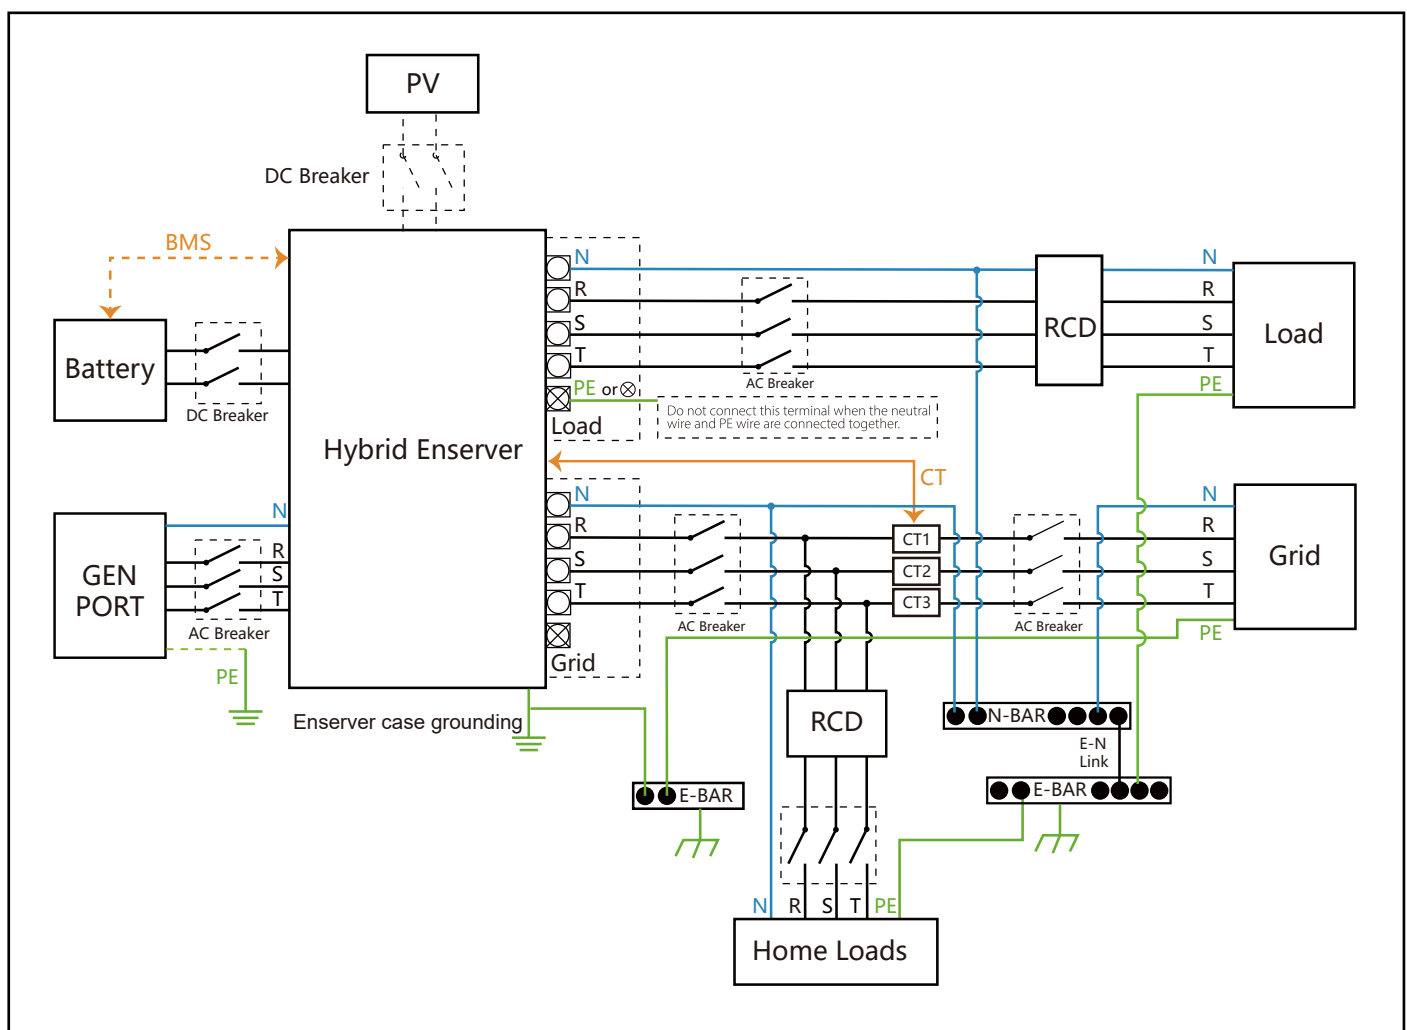 PV
DC Breaker
BMS
N
R
S
T
PE or
Load
AC Breaker
Do not connect this terminal when the neutral
wire and PE wire are connected together.
RCD
N
R
S
T
PE
Load
Battery
DC Breaker
Hybrid Enserver
CT
GEN
PORT
N
R
S
T
AC Breaker
PE
N
R
S
T
Grid
AC Breaker
CT1
CT2
CT3
AC Breaker
N
R
S
T
PE
Grid
Enserver case grounding
RCD
N-BAR
E-N
Link
E-BAR
E-BAR
N R S T PE
Home Loads